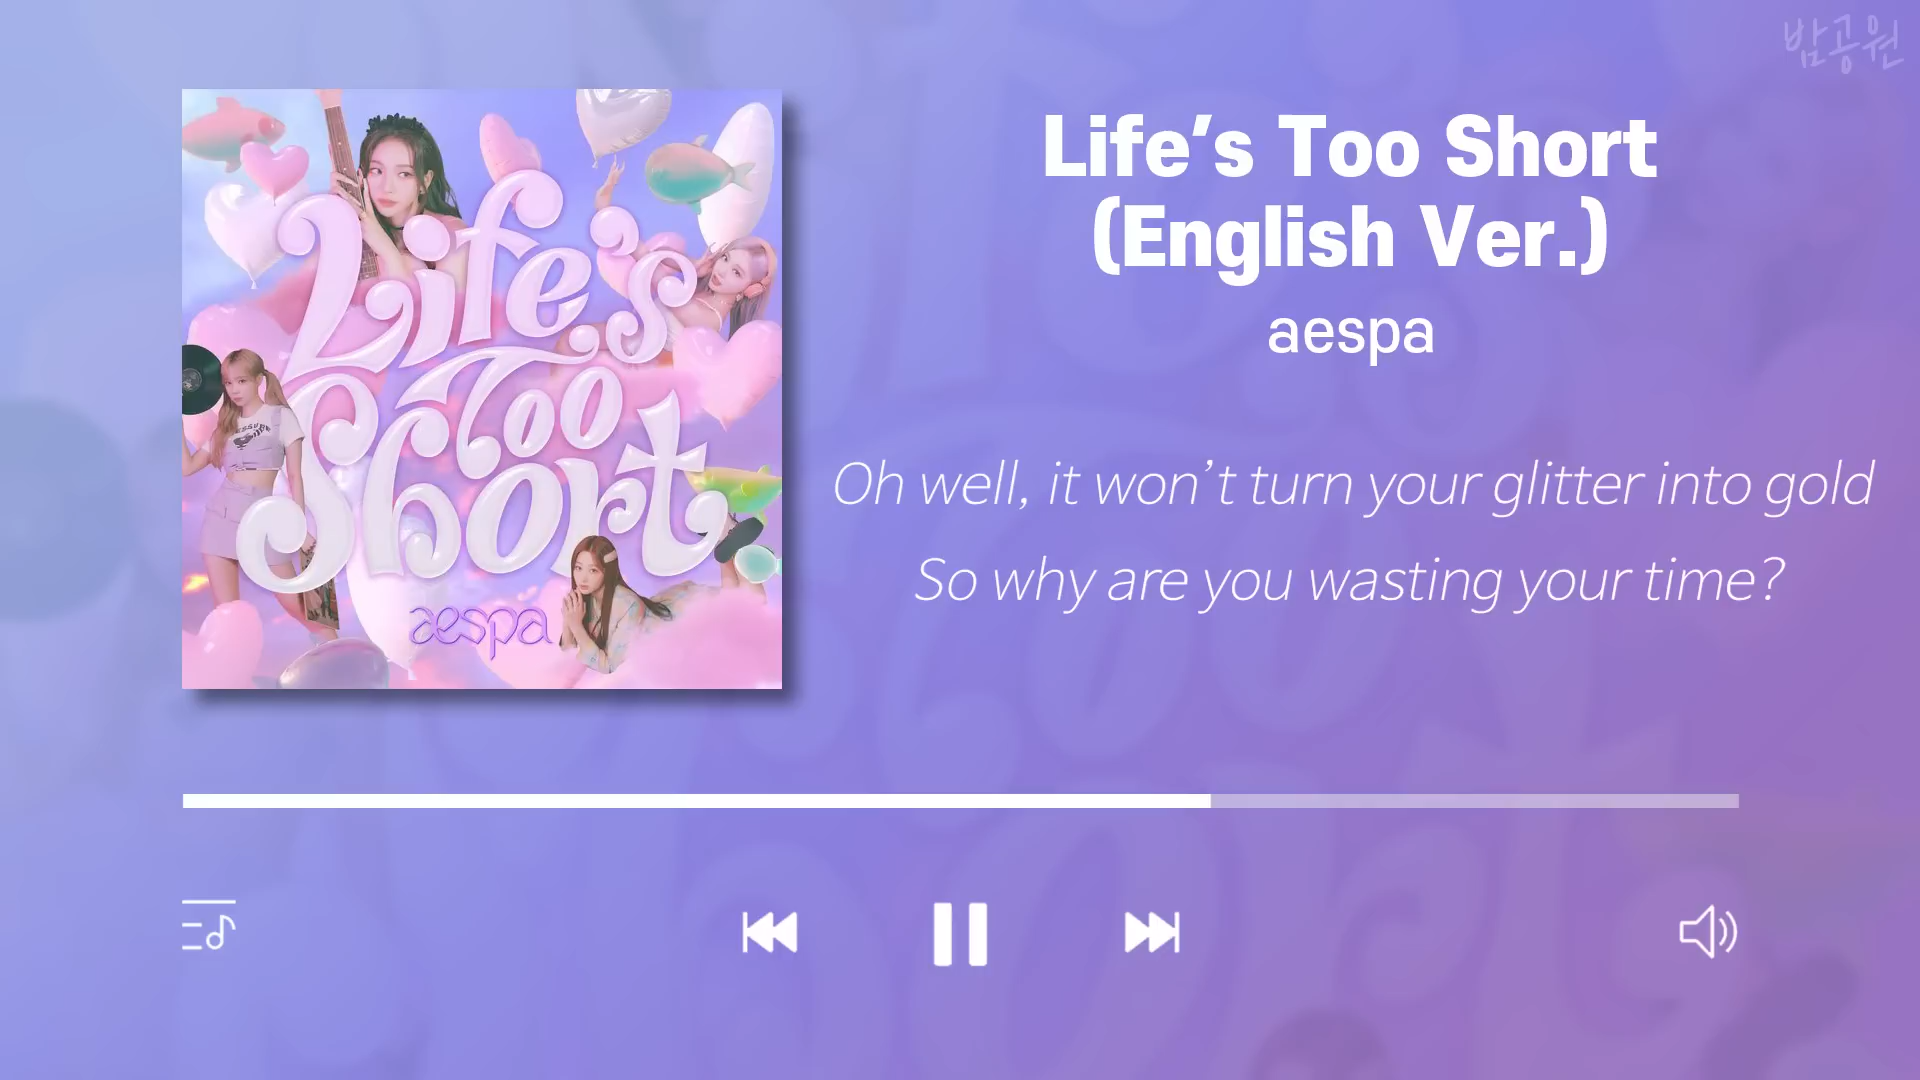 밤공원
Life's
Too
Short
aespa
Life’s Too Short
(English Ver.)
aespa
Oh well, it won’t turn your glitter into gold
So why are you wasting your time?